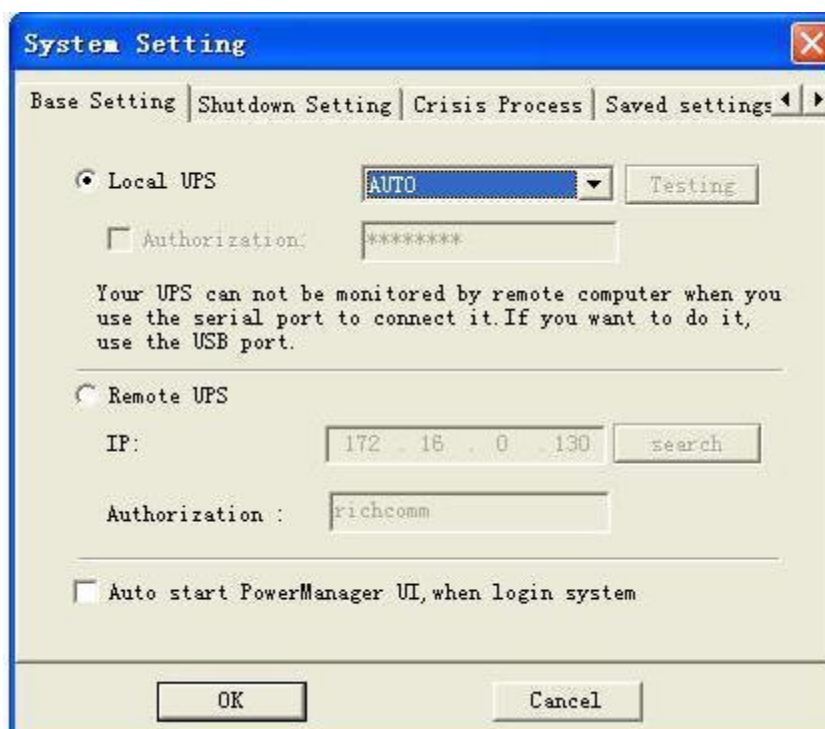 System Setting
Base Setting Shutdown Setting Crisis Process Saved settings
Local UPS AUTO Testing
Authorization: ********
Your UPS can not be monitored by remote computer when you
use the serial port to connect it.If you want to do it,
use the USB port.
Remote UPS
IP: 172 . 16 . 0 . 130 search
Authorization : richcomm
Auto start PowerManager UI,when login system
OK Cancel